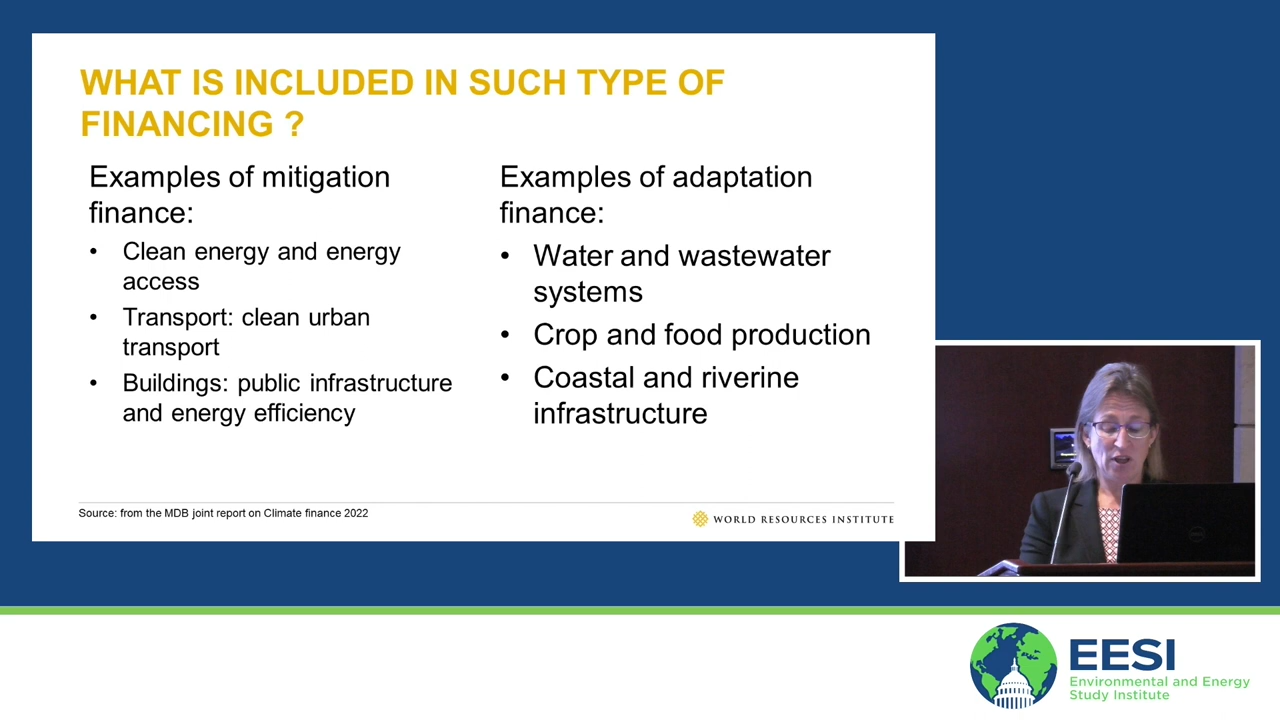 WHAT IS INCLUDED IN SUCH TYPE OF
FINANCING ?
Examples of mitigation
finance:
• Clean energy and energy
access
• Transport: clean urban
transport
• Buildings: public infrastructure
and energy efficiency
Examples of adaptation
finance:
• Water and wastewater
systems
• Crop and food production
• Coastal and riverine
infrastructure
Source: from the MDB joint report on Climate finance 2022
WORLD RESOURCES INSTITUTE
EESI
Environmental and Energy
Study Institute